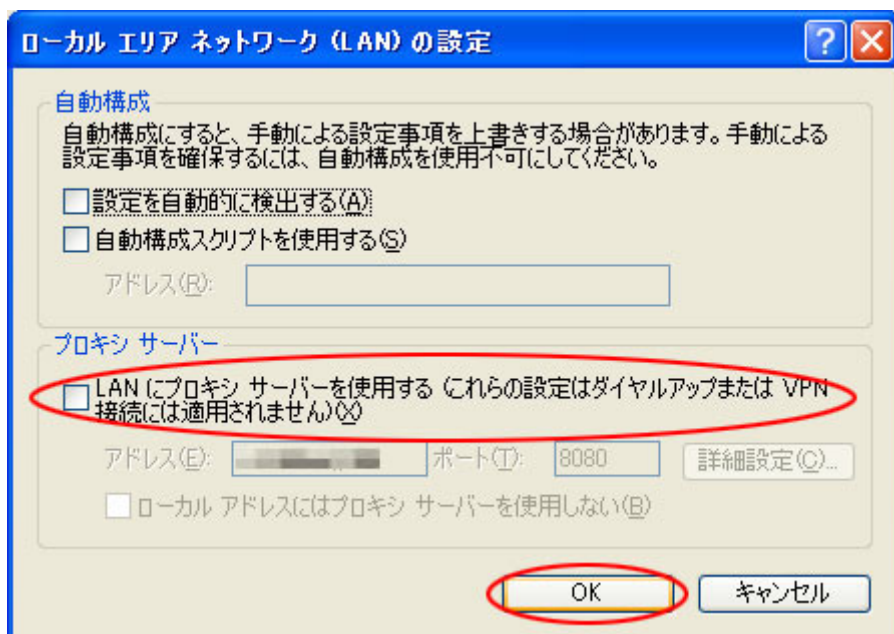 ローカル エリア ネットワーク (LAN) の設定
自動構成
自動構成にすると、手動による設定事項を上書きする場合があります。手動による
設定事項を確保するには、自動構成を使用不可にしてください。
設定を自動的に検出する(A)
自動構成スクリプトを使用する(S)
アドレス(R):
プロキシ サーバー
LAN にプロキシ サーバーを使用する (これらの設定はダイヤルアップまたは VPN
接続には適用されません)(X)
アドレス(E): ポート(T): 8080 詳細設定(C)...
ローカル アドレスにはプロキシ サーバーを使用しない(B)
OK キャンセル